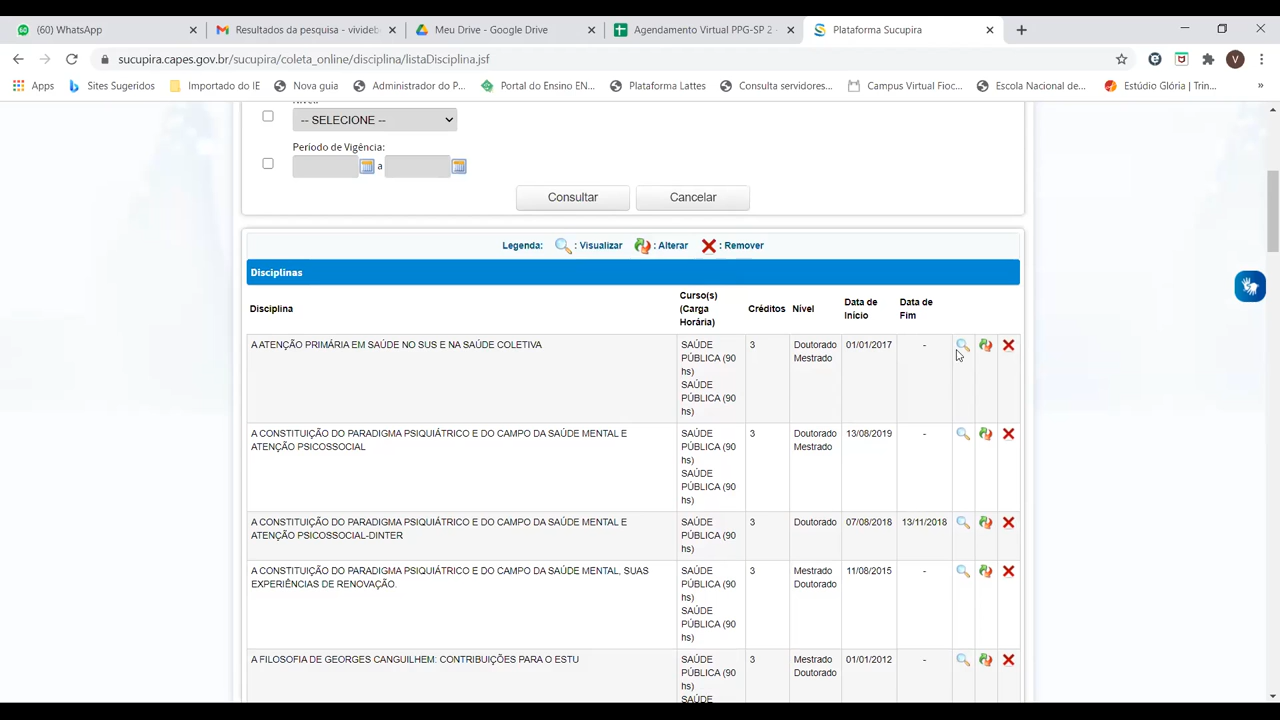 (60) WhatsApp
Resultados da pesquisa - vivideb
Meu Drive - Google Drive
Agendamento Virtual PPG-SP 2 -
Plataforma Sucupira
sucupira.capes.gov.br/sucupira/coleta_online/disciplina/listaDisciplina.jsf
V
Apps
Sites Sugeridos
Importado do IE
Nova guia
Administrador do P...
Portal do Ensino EN...
Plataforma Lattes
Consulta servidores...
Campus Virtual Fioc...
Escola Nacional de...
Estúdio Glória | Trin...
»
-- SELECIONE --
Período de Vigência:
a
Consultar
Cancelar
Legenda: : Visualizar : Alterar : Remover
Disciplinas
Disciplina
Curso(s)
(Carga
Horária)
Créditos
Nível
Data de
Início
Data de
Fim
A ATENÇÃO PRIMÁRIA EM SAÚDE NO SUS E NA SAÚDE COLETIVA
SAÚDE
PÚBLICA (90
hs)
SAÚDE
PÚBLICA (90
hs)
3
Doutorado
Mestrado
01/01/2017
-
A CONSTITUIÇÃO DO PARADIGMA PSIQUIÁTRICO E DO CAMPO DA SAÚDE MENTAL E
ATENÇÃO PSICOSSOCIAL
SAÚDE
PÚBLICA (90
hs)
SAÚDE
PÚBLICA (90
hs)
3
Doutorado
Mestrado
13/08/2019
-
A CONSTITUIÇÃO DO PARADIGMA PSIQUIÁTRICO E DO CAMPO DA SAÚDE MENTAL E
ATENÇÃO PSICOSSOCIAL-DINTER
SAÚDE
PÚBLICA (90
hs)
3
Doutorado
07/08/2018
13/11/2018
A CONSTITUIÇÃO DO PARADIGMA PSIQUIÁTRICO E DO CAMPO DA SAÚDE MENTAL, SUAS
EXPERIÊNCIAS DE RENOVAÇÃO.
SAÚDE
PÚBLICA (90
hs)
SAÚDE
PÚBLICA (90
hs)
3
Mestrado
Doutorado
11/08/2015
-
A FILOSOFIA DE GEORGES CANGUILHEM: CONTRIBUIÇÕES PARA O ESTU
SAÚDE
PÚBLICA (90
hs)
SAÚDE
3
Mestrado
Doutorado
01/01/2012
-